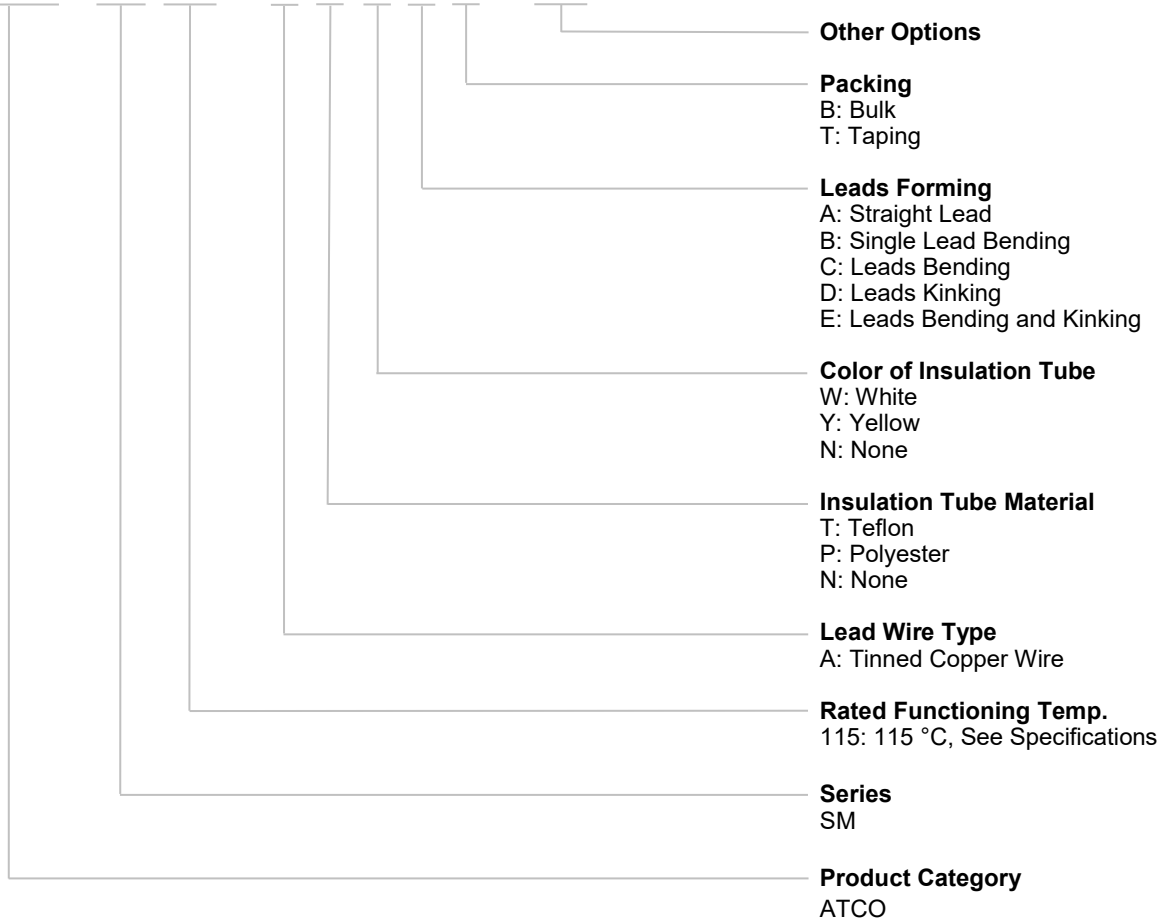 Other Options
Packing
B: Bulk
T: Taping
Leads Forming
A: Straight Lead
B: Single Lead Bending
C: Leads Bending
D: Leads Kinking
E: Leads Bending and Kinking
Color of Insulation Tube
W: White
Y: Yellow
N: None
Insulation Tube Material
T: Teflon
P: Polyester
N: None
Lead Wire Type
A: Tinned Copper Wire
Rated Functioning Temp.
115: 115 °C, See Specifications
Series
SM
Product Category
ATCO